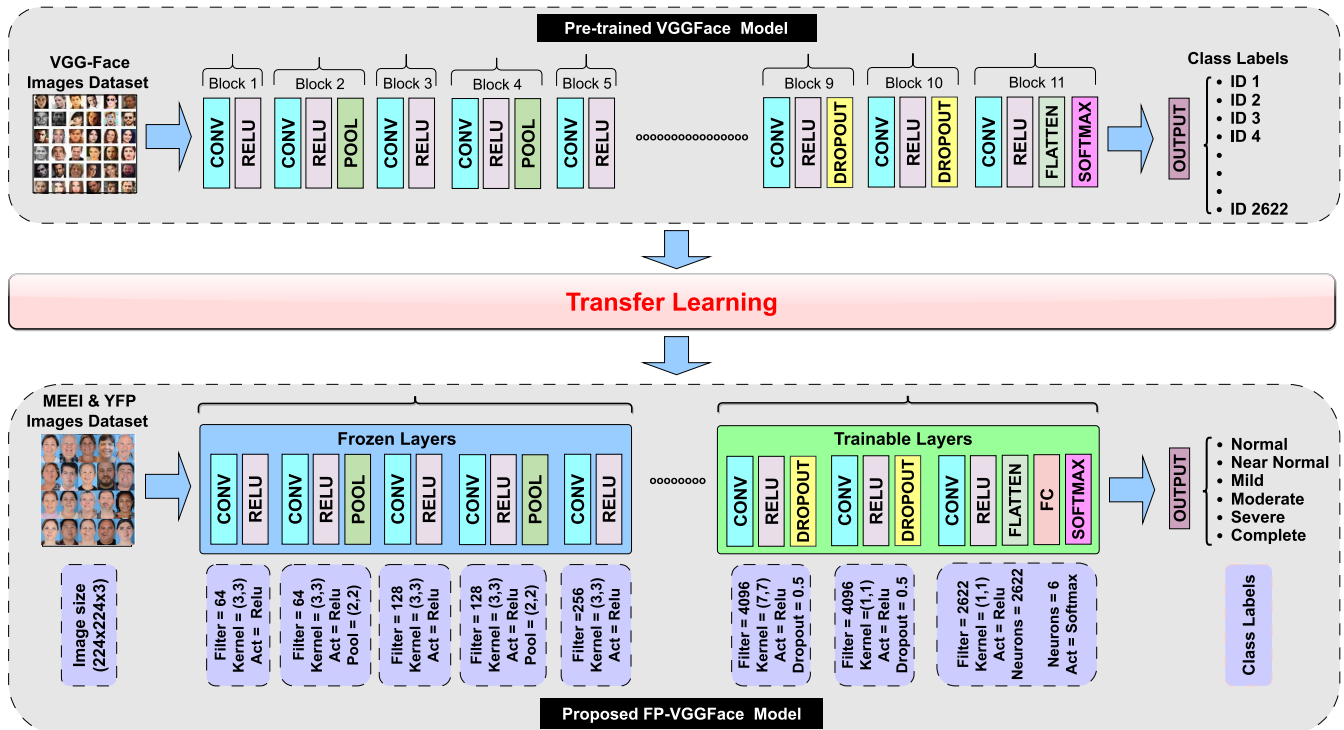 Pre-trained VGGFace Model
VGG-Face
Images Dataset
Block 1
Block 2
Block 3
Block 4
Block 5
Block 9
Block 10
Block 11
CONV
RELU
CONV
RELU
POOL
CONV
RELU
CONV
RELU
POOL
CONV
RELU
oooooooooooooooo
CONV
RELU
DROPOUT
CONV
RELU
DROPOUT
CONV
RELU
FLATTEN
SOFTMAX
OUTPUT
Class Labels
• ID 1
• ID 2
• ID 3
• ID 4
•
•
•
• ID 2622
Transfer Learning
MEEI & YFP
Images Dataset
Frozen Layers
CONV
RELU
CONV
RELU
POOL
CONV
RELU
CONV
RELU
POOL
CONV
RELU
oooooooo
Trainable Layers
CONV
RELU
DROPOUT
CONV
RELU
DROPOUT
CONV
RELU
FLATTEN
FC
SOFTMAX
OUTPUT
• Normal
• Near Normal
• Mild
• Moderate
• Severe
• Complete
Image size
(224x224x3)
Filter = 64
Kernel = (3,3)
Act = Relu
Filter = 64
Kernel = (3,3)
Act = Relu
Pool = (2,2)
Filter = 128
Kernel = (3,3)
Act = Relu
Filter = 128
Kernel = (3,3)
Act = Relu
Pool = (2,2)
Filter =256
Kernel = (3,3)
Act = Relu
Filter = 4096
Kernel = (7,7)
Act = Relu
Dropout = 0.5
Filter = 4096
Kernel =(1,1)
Act = Relu
Dropout = 0.5
Filter = 2622
Kernel = (1,1)
Act = Relu
Neurons = 2622
Neurons = 6
Act = Softmax
Class Labels
Proposed FP-VGGFace Model